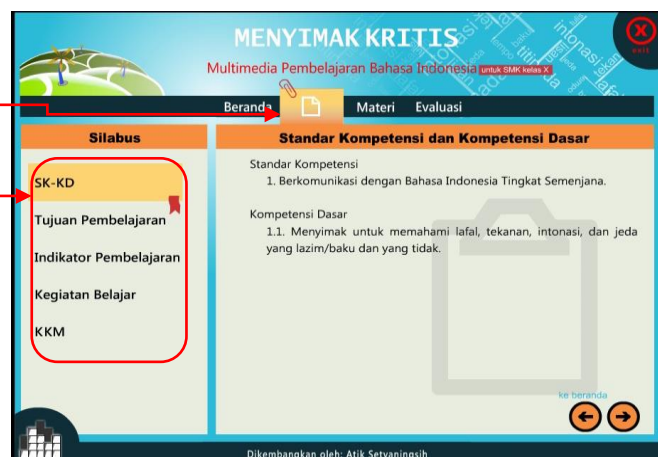 MENYIMAK KRITIS
Multimedia Pembelajaran Bahasa Indonesia untuk SMK kelas X
exit
Beranda Materi Evaluasi
Silabus
SK-KD
Tujuan Pembelajaran
Indikator Pembelajaran
Kegiatan Belajar
KKM
Standar Kompetensi dan Kompetensi Dasar
Standar Kompetensi
1. Berkomunikasi dengan Bahasa Indonesia Tingkat Semenjana.
Kompetensi Dasar
1.1. Menyimak untuk memahami lafal, tekanan, intonasi, dan jeda
yang lazim/baku dan yang tidak.
ke beranda
Dikembangkan oleh: Atik Setyaningsih